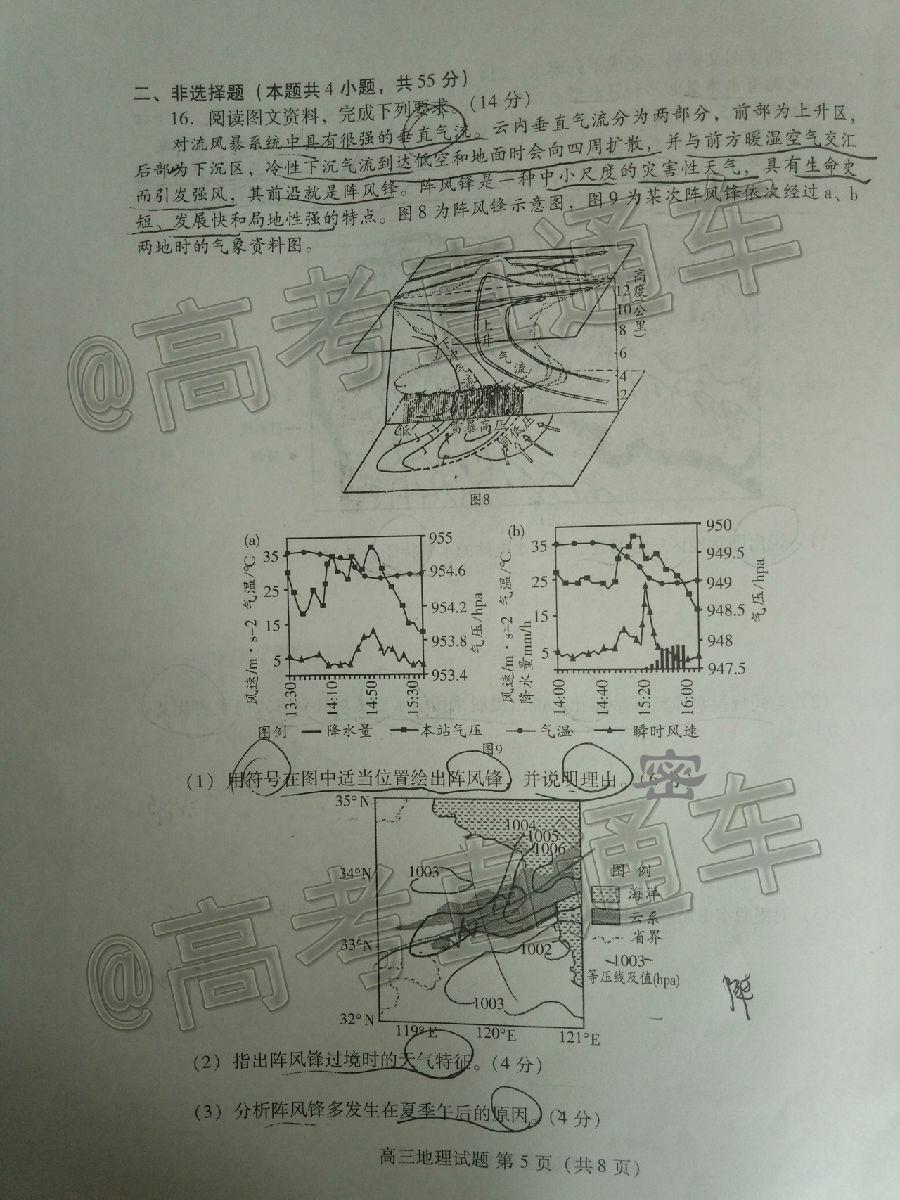 二、非选择题（本题共4小题，共55分）
16. 阅读图文资料，完成下列要求。（14分）
对流风暴系统中具有很强的垂直气流。云内垂直气流分为两部分，前部为上升区，
后部为下沉区，冷性下沉气流到达低空和地面时会向四周扩散，并与前方暖湿空气交汇
而引发强风，其前沿就是阵风锋。阵风锋是一种中小尺度的灾害性天气，具有生命史
短、发展快和局地性强的特点。图8为阵风锋示意图，图9为某次阵风锋依次经过a、b
两地时的气象资料图。
高度（公里）
12
10
8
6
4
2
上升
气流
雷暴高压
低压
图8
(a)
35
25
15
5
风速/m·s-2 气温/℃
955
954.6
954.2
953.8
953.4
气压/hpa
13:30
14:10
14:50
15:30
(b)
35
25
15
5
风速/m·s-2 气温/℃
降水量mm/h
950
949.5
949
948.5
948
947.5
气压/hpa
14:00
14:40
15:20
16:00
图例 降水量 本站气压 气温 瞬时风速
图9
(1) 用符号在图中适当位置绘出阵风锋，并说明理由。
密
35°N
34°N
33°N
32°N
1004
1005
1006
1003
1002
1003
119°E 120°E 121°E
图 例
海洋
云系
省界
1003
等压线及值(hpa)
(2) 指出阵风锋过境时的天气特征。（4分）
(3) 分析阵风锋多发生在夏季午后的原因。（4分）
高三地理试题 第5页（共8页）
@高考直通车
@高考直通车